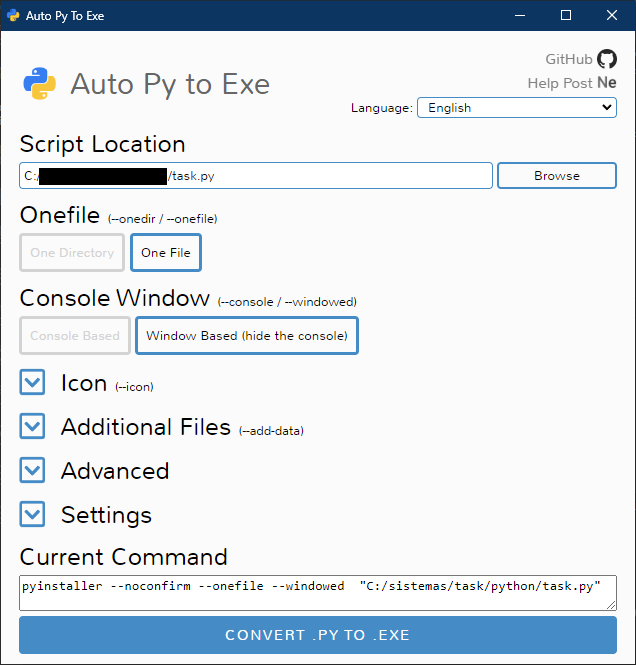 Auto Py To Exe
GitHub
Auto Py to Exe
Help Post Ne
Language: English
Script Location
C:/ /task.py Browse
Onefile (--onedir / --onefile)
One Directory One File
Console Window (--console / --windowed)
Console Based Window Based (hide the console)
Icon (--icon)
Additional Files (--add-data)
Advanced
Settings
Current Command
pyinstaller --noconfirm --onefile --windowed  "C:/sistemas/task/python/task.py"
CONVERT .PY TO .EXE